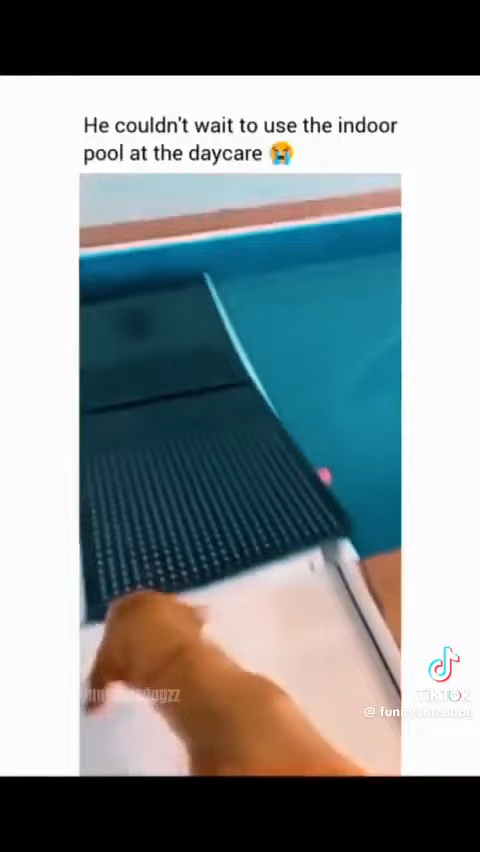 He couldn't wait to use the indoor
pool at the daycare 😭
TikTok